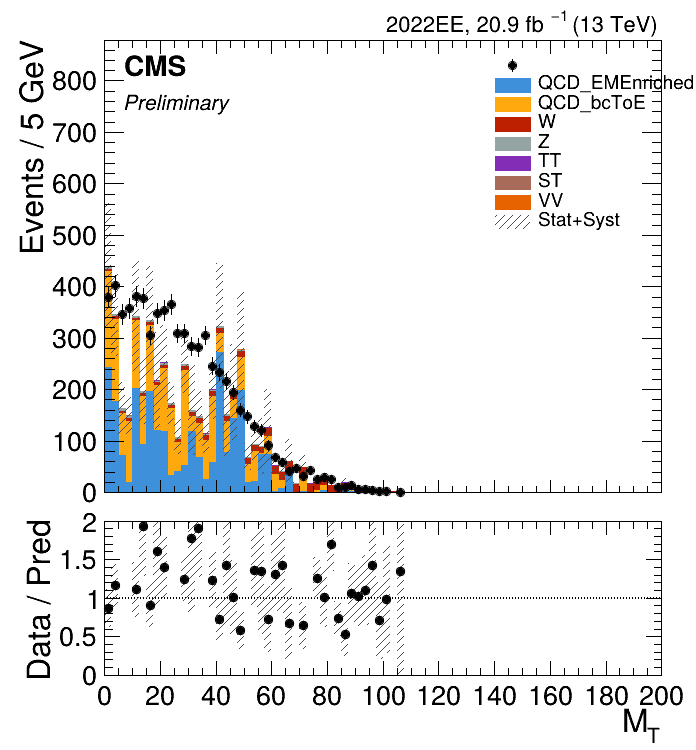 2022EE, 20.9 fb ⁻¹ (13 TeV)
CMS
Preliminary
Events / 5 GeV
800
700
600
500
400
300
200
100
0
QCD_EMEnriched
QCD_bcToE
W
Z
TT
ST
VV
Stat+Syst
Data / Pred
2
1.5
1
0.5
0
0 20 40 60 80 100 120 140 160 180 200
M_T